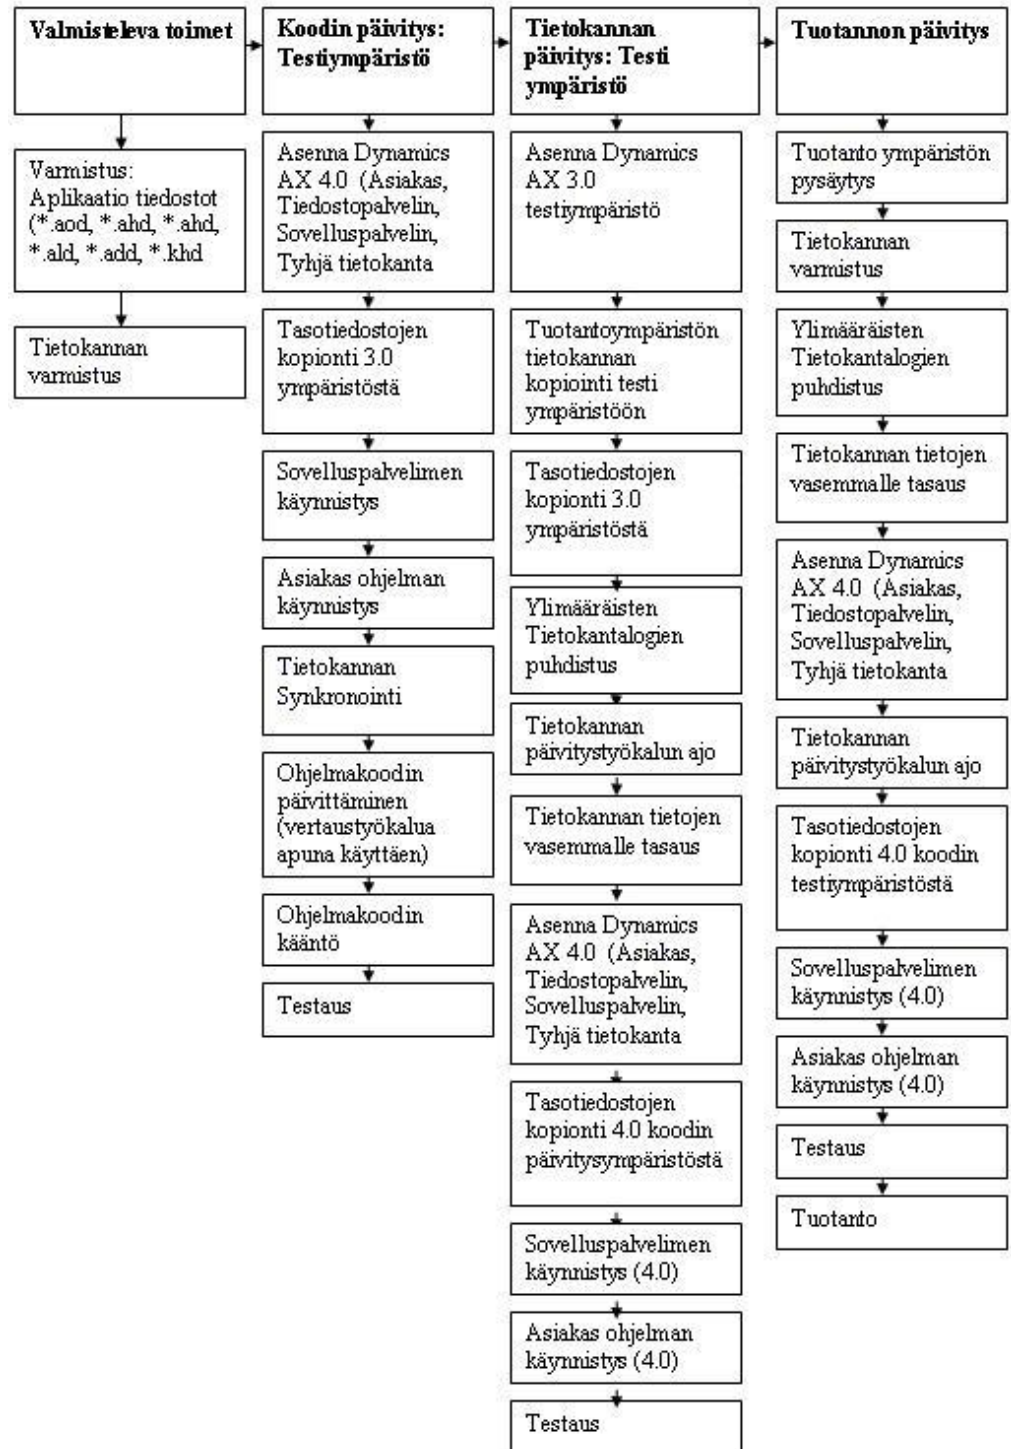 Valmisteleva toimet
Varmistus:
Aplikaatio tiedostot
(*.aod, *.ahd, *.ahd,
*.ald, *.add, *.khd
Tietokannan
varmistus
Koodin päivitys:
Testiympäristö
Asenna Dynamics
AX 4.0 (Asiakas,
Tiedostopalvelin,
Sovelluspalvelin,
Tyhjä tietokanta
Tasotiedostojen
kopionti 3.0
ympäristöstä
Sovelluspalvelimen
käynnistys
Asiakas ohjelman
käynnistys
Tietokannan
Synkronointi
Ohjelmakoodin
päivittäminen
(vertaustyökalua
apuna käyttäen)
Ohjelmakoodin
kääntö
Testaus
Tietokannan
päivitys: Testi
ympäristö
Asenna Dynamics
AX 3.0
testiympäristö
Tuotantoympäristön
tietokannan
kopiointi testi
ympäristöön
Tasotiedostojen
kopionti 3.0
ympäristöstä
Ylimääräisten
Tietokantalogien
puhdistus
Tietokannan
päivitystyökalun ajo
Tietokannan tietojen
vasemmalle tasaus
Asenna Dynamics
AX 4.0 (Asiakas,
Tiedostopalvelin,
Sovelluspalvelin,
Tyhjä tietokanta
Tasotiedostojen
kopionti 4.0 koodin
päivitysympäristöstä
Sovelluspalvelimen
käynnistys (4.0)
Asiakas ohjelman
käynnistys (4.0)
Testaus
Tuotannon päivitys
Tuotanto ympäristön
pysäytys
Tietokannan
varmistus
Ylimääräisten
Tietokantalogien
puhdistus
Tietokannan tietojen
vasemmalle tasaus
Asenna Dynamics
AX 4.0 (Asiakas,
Tiedostopalvelin,
Sovelluspalvelin,
Tyhjä tietokanta
Tietokannan
päivitystyökalun ajo
Tasotiedostojen
kopionti 4.0 koodin
testiympäristöstä
Sovelluspalvelimen
käynnistys (4.0)
Asiakas ohjelman
käynnistys (4.0)
Testaus
Tuotanto